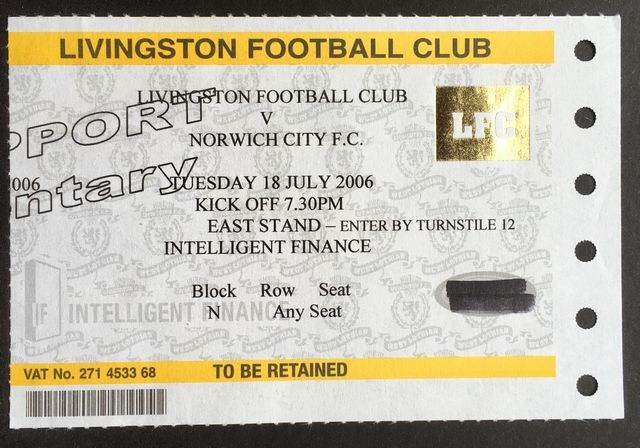 LIVINGSTON FOOTBALL CLUB
LIVINGSTON FOOTBALL CLUB
V
NORWICH CITY F.C.
LFC
PPORT
006
ntary
TUESDAY 18 JULY 2006
KICK OFF 7.30PM
EAST STAND – ENTER BY TURNSTILE 12
INTELLIGENT FINANCE
Block Row Seat
N Any Seat
IF INTELLIGENT FINANCE
VAT No. 271 4533 68
TO BE RETAINED